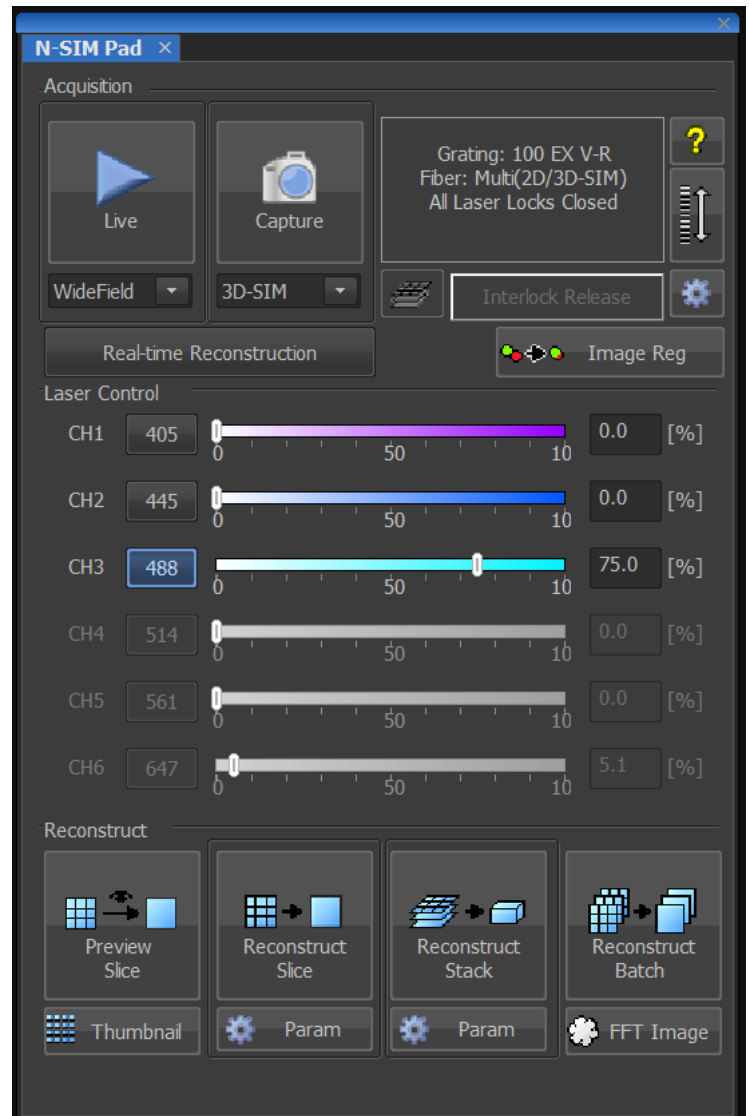 N-SIM Pad
Acquisition
Live
Capture
Grating: 100 EX V-R
Fiber: Multi(2D/3D-SIM)
All Laser Locks Closed
?
WideField
3D-SIM
Interlock Release
Real-time Reconstruction
Image Reg
Laser Control
CH1 405 0.0 [%]
0 50 10
CH2 445 0.0 [%]
0 50 10
CH3 488 75.0 [%]
0 50 10
CH4 514 0.0 [%]
0 50 10
CH5 561 0.0 [%]
0 50 10
CH6 647 5.1 [%]
0 50 10
Reconstruct
Preview
Slice
Reconstruct
Slice
Reconstruct
Stack
Reconstruct
Batch
Thumbnail
Param
Param
FFT Image